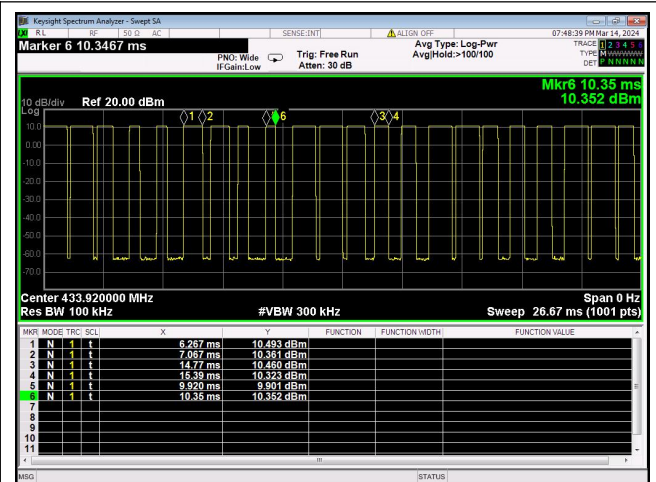 Keysight Spectrum Analyzer - Swept SA
RL RF 50 Ω AC SENSE:INT ALIGN OFF 07:48:39 PM Mar 14, 2024
Marker 6 10.3467 ms
PNO: Wide
IFGain:Low
Trig: Free Run
Atten: 30 dB
Avg Type: Log-Pwr
Avg|Hold:>100/100
TRACE 1 2 3 4 5 6
TYPE M WWWWW
DET P N N N N N
Mkr6 10.35 ms
10.352 dBm
10 dB/div Ref 20.00 dBm
Log
1 2 6 3 4
10.0
0.00
-10.0
-20.0
-30.0
-40.0
-50.0
-60.0
-70.0
Center 433.920000 MHz Span 0 Hz
Res BW 100 kHz #VBW 300 kHz Sweep 26.67 ms (1001 pts)
MKR MODE TRC SCL X Y FUNCTION FUNCTION WIDTH FUNCTION VALUE
1 N 1 t 6.267 ms 10.493 dBm
2 N 1 t 7.067 ms 10.361 dBm
3 N 1 t 14.77 ms 10.460 dBm
4 N 1 t 15.39 ms 10.323 dBm
5 N 1 t 9.920 ms 9.901 dBm
6 N 1 t 10.35 ms 10.352 dBm
7
8
9
10
11
MSG STATUS